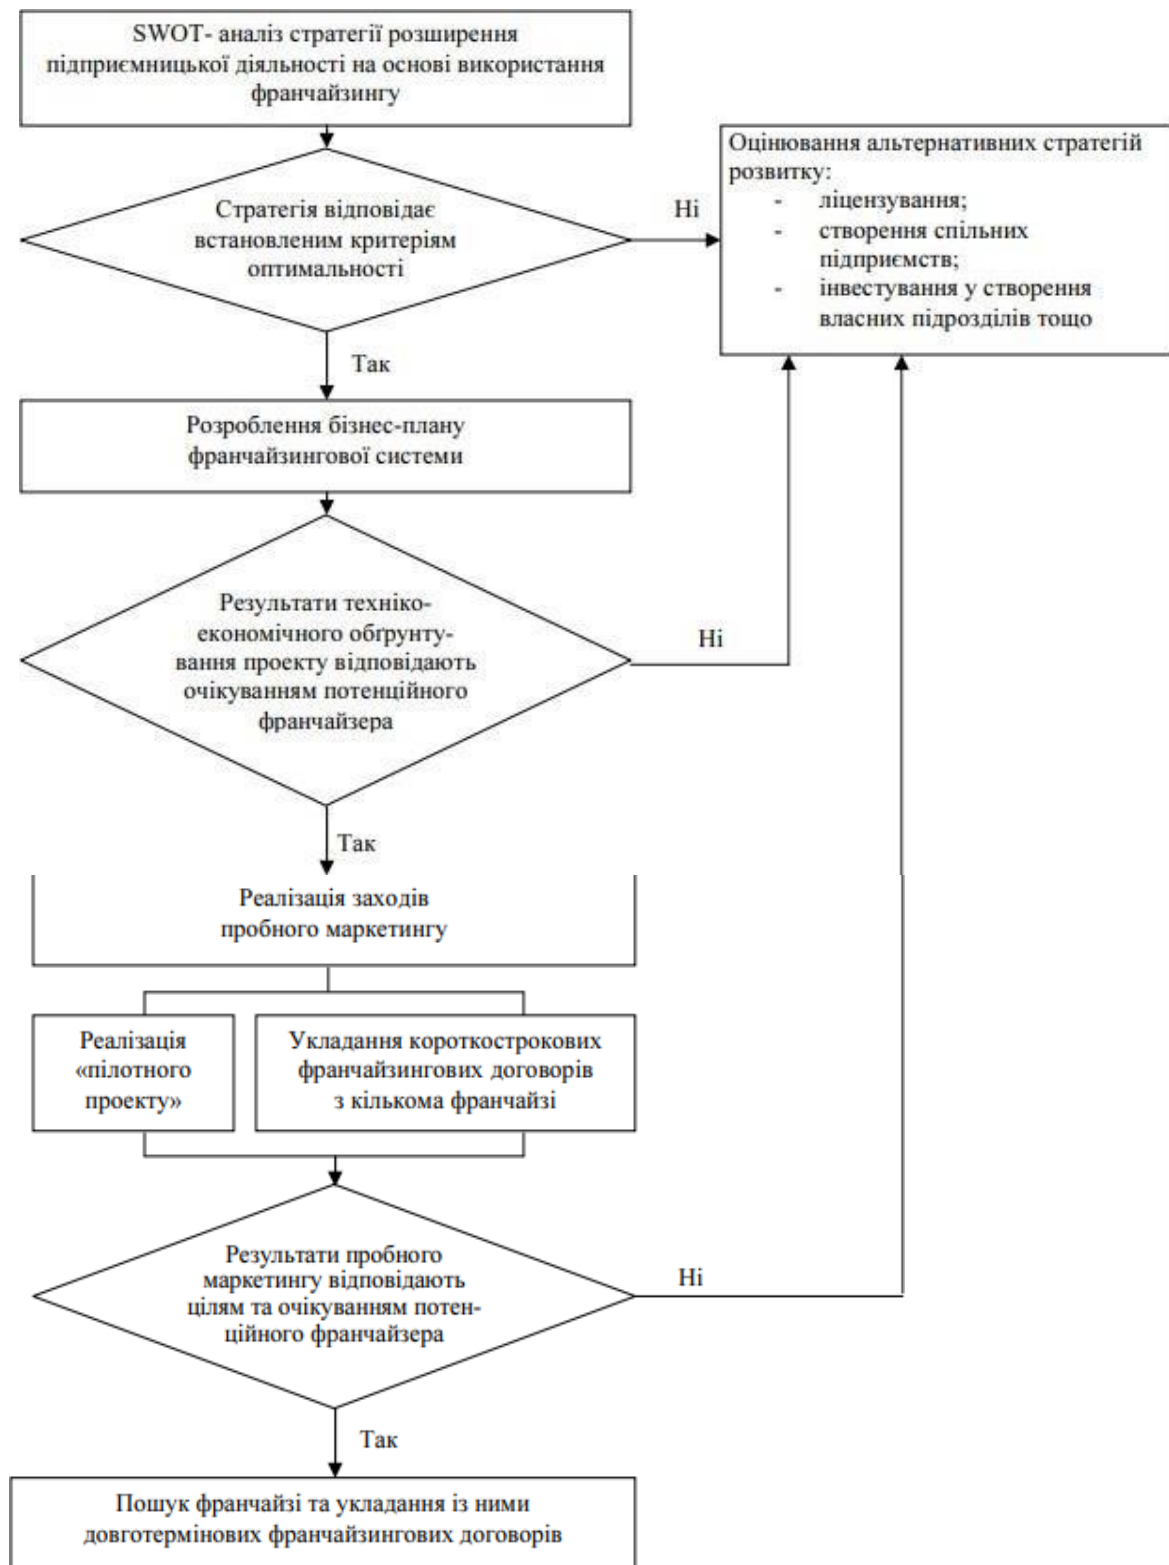 SWOT- аналіз стратегії розширення
підприємницької діяльності на основі використання
франчайзингу
Оцінювання альтернативних стратегій
розвитку:
- ліцензування;
- створення спільних
підприємств;
- інвестування у створення
власних підрозділів тощо
Стратегія відповідає
встановленим критеріям
оптимальності
Ні
Так
Розроблення бізнес-плану
франчайзингової системи
Результати техніко-
економічного обґрунту-
вання проекту відповідають
очікуванням потенційного
франчайзера
Ні
Так
Реалізація заходів
пробного маркетингу
Реалізація
«пілотного
проекту»
Укладання короткострокових
франчайзингових договорів
з кількома франчайзі
Результати пробного
маркетингу відповідають
цілям та очікуванням потен-
ційного франчайзера
Ні
Так
Пошук франчайзі та укладання із ними
довготермінових франчайзингових договорів